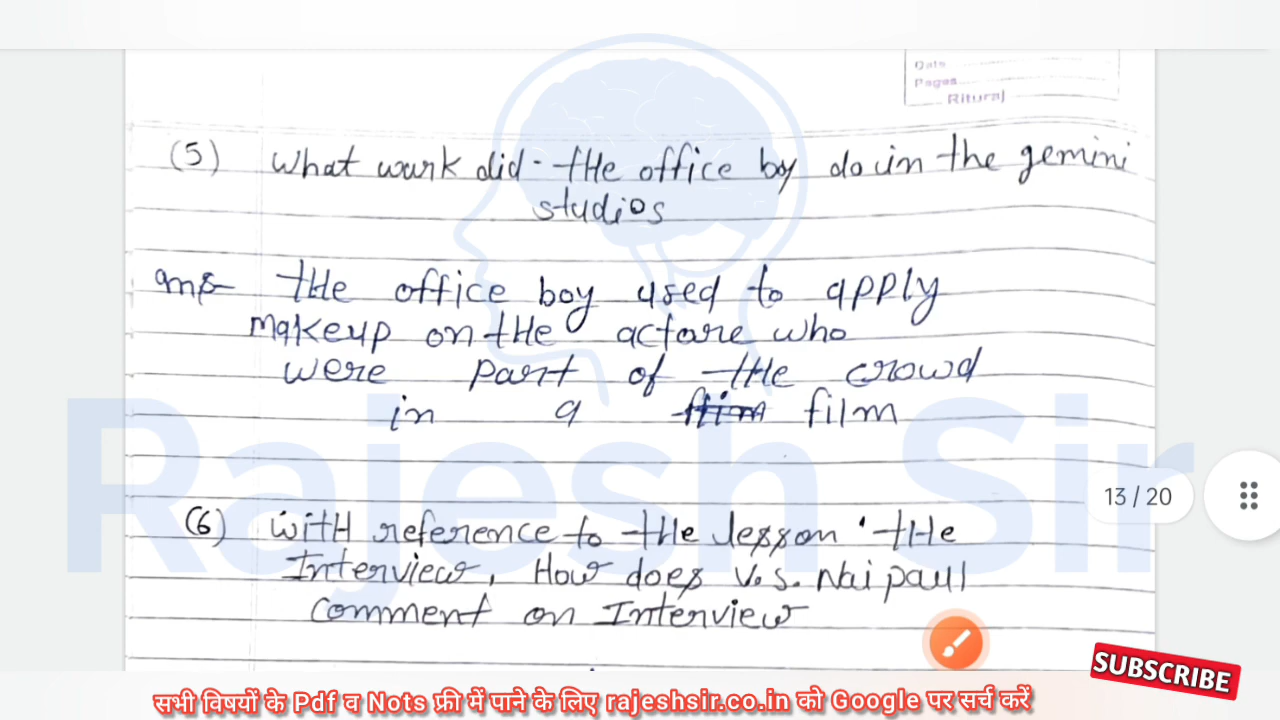 Date
Pages
Rituraj
(5) What wurk did - the office by do in the gemini
studios
Ans- the office boy used to apply
makeup on the actore who
were part of the crowd
in a film film
Rajesh Sir
(6) with reference to the lesson 'the
Interview, How does V.S. Naipaul
Comment on Interview
13 / 20
SUBSCRIBE
सभी विषयों के Pdf व Nots फ्री में पाने के लिए rajeshsir.co.in को Google पर सर्च करें